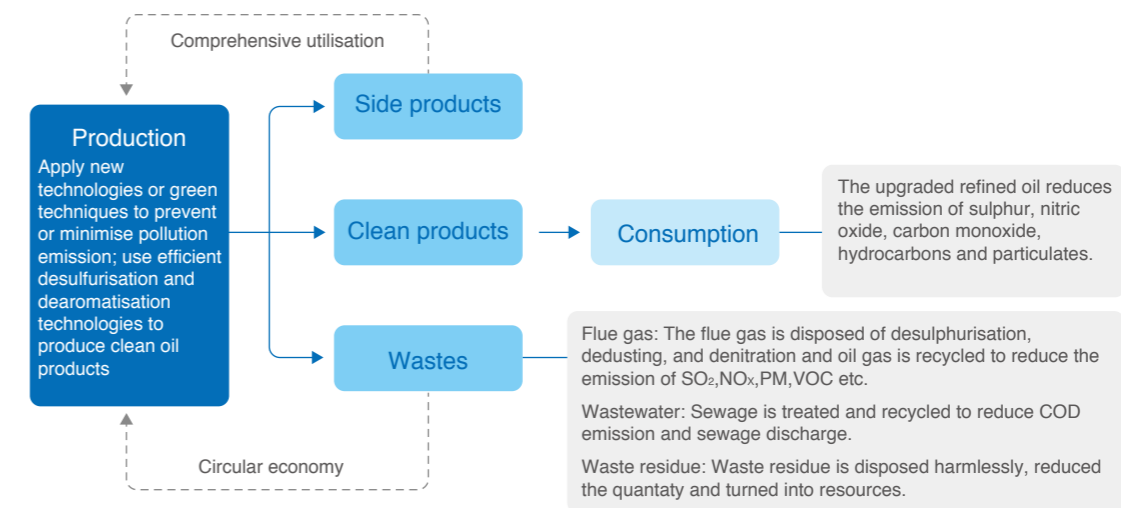 Comprehensive utilisation
Side products
Production
Apply new
technologies or green
techniques to prevent
or minimise pollution
emission; use efficient
desulfurisation and
dearomatisation
technologies to
produce clean oil
products
Clean products
Consumption
The upgraded refined oil reduces
the emission of sulphur, nitric
oxide, carbon monoxide,
hydrocarbons and particulates.
Wastes
Flue gas: The flue gas is disposed of desulphurisation,
dedusting, and denitration and oil gas is recycled to reduce the
emission of SO₂,NOₓ,PM,VOC etc.
Wastewater: Sewage is treated and recycled to reduce COD
emission and sewage discharge.
Waste residue: Waste residue is disposed harmlessly, reduced
the quantaty and turned into resources.
Circular economy